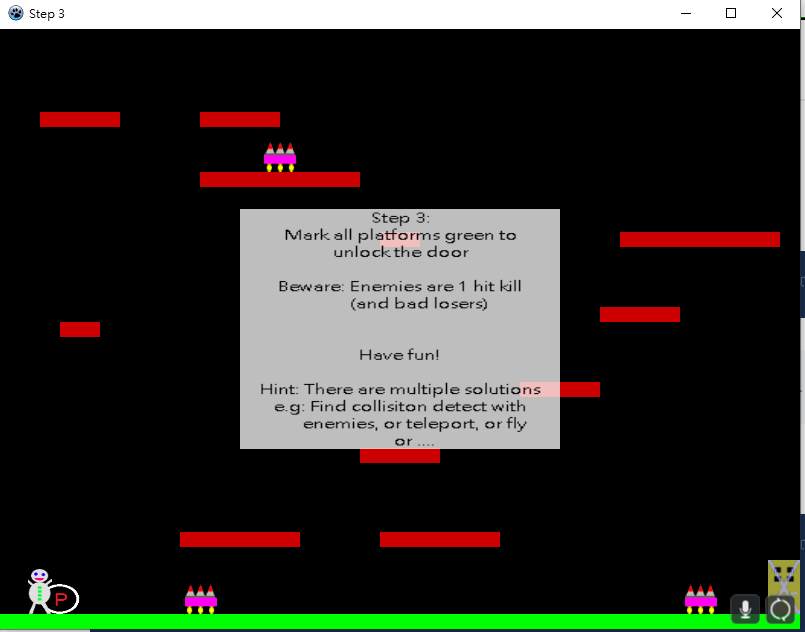 Step 3
Step 3:
Mark all platforms green to
unlock the door
Beware: Enemies are 1 hit kill
(and bad losers)
Have fun!
Hint: There are multiple solutions
e.g: Find collisiton detect with
enemies, or teleport, or fly
or ....
P